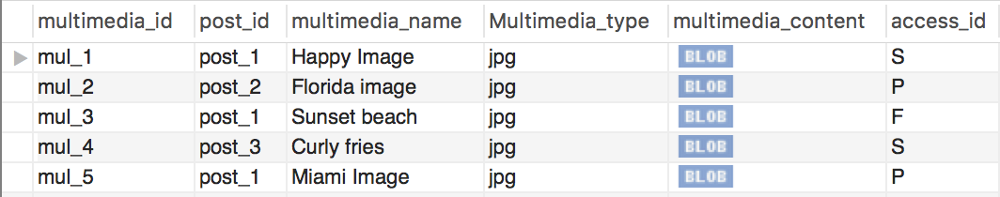 multimedia_id post_id multimedia_name Multimedia_type multimedia_content access_id
mul_1 post_1 Happy Image jpg BLOB S
mul_2 post_2 Florida image jpg BLOB P
mul_3 post_1 Sunset beach jpg BLOB F
mul_4 post_3 Curly fries jpg BLOB S
mul_5 post_1 Miami Image jpg BLOB P